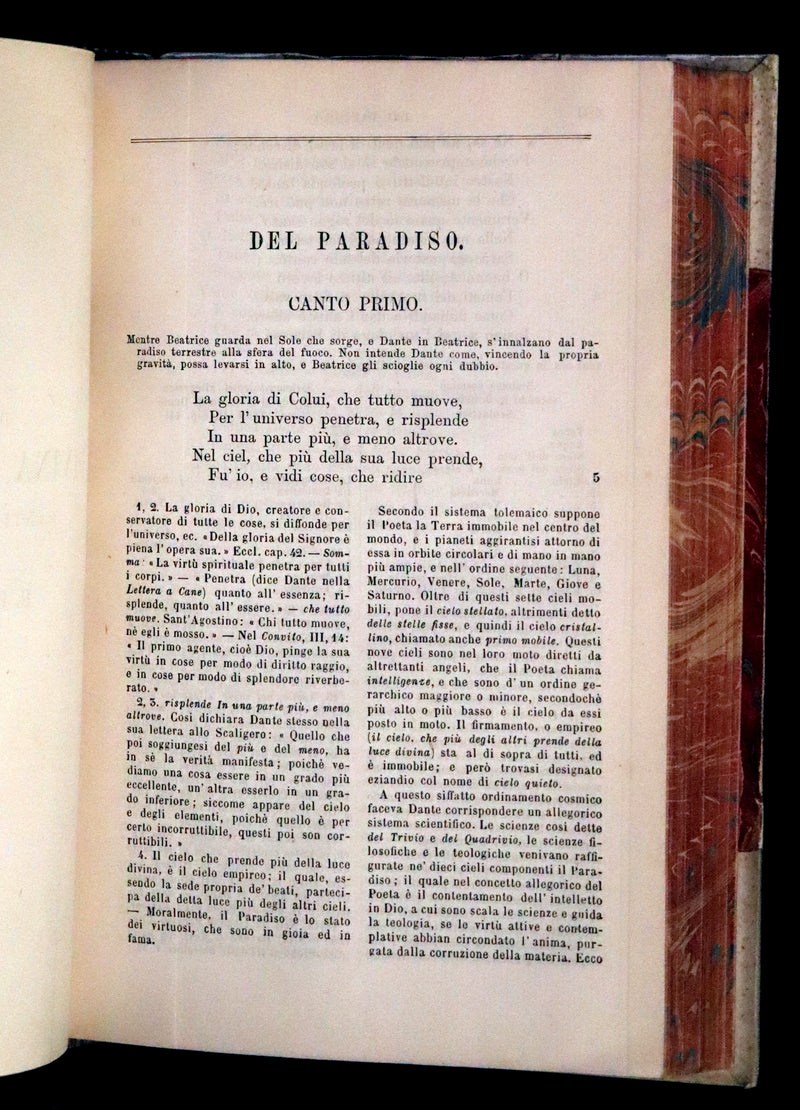 DEL PARADISO.
CANTO PRIMO.
Mentre Beatrice guarda nel Sole che sorge, e Dante in Beatrice, s'innalzano dal pa-
radiso terrestre alla sfera del fuoco. Non intende Dante come, vincendo la propria
gravità, possa levarsi in alto, e Beatrice gli scioglie ogni dubbio.
La gloria di Colui, che tutto muove,
Per l'universo penetra, e risplende
In una parte più, e meno altrove.
Nel ciel, che più della sua luce prende,
Fu' io, e vidi cose, che ridire 5
1, 2. La gloria di Dio, creatore e con-
servatore di tutte le cose, si diffonde per
l'universo, ec. «Della gloria del Signore è
piena l'opera sua.» Eccl. cap. 42. — Som-
ma: «La virtù spirituale penetra per tutti
i corpi.» — «Penetra (dice Dante nella
Lettera a Cane) quanto all'essenza; ri-
splende, quanto all'essere.» — che tutto
muove. Sant'Agostino: «Chi tutto muove,
nè egli è mosso.» — Nel Convito, III, 14:
«Il primo agente, cioè Dio, pinge la sua
virtù in cose per modo di diritto raggio,
e in cose per modo di splendore riverbe-
rato.»
2, 3. risplende In una parte più, e meno
altrove. Così dichiara Dante stesso nella
sua lettera allo Scaligero: «Quello che
poi soggiungesi del più e del meno, ha
in sè la verità manifesta; poichè ve-
diamo una cosa essere in un grado più
eccellente, un'altra esserlo in un gra-
do inferiore; siccome appare del cielo
e degli elementi, poichè quello è per
certo incorruttibile, questi poi son cor-
ruttibili.»
4. Il cielo che prende più della luce
divina, è il cielo empireo; il quale, es-
sendo la sede propria de' beati, parteci-
pa della detta luce più degli altri cieli.
— Moralmente, il Paradiso è lo stato
dei virtuosi, che sono in gioia ed in
fama.
Secondo il sistema tolemaico suppone
il Poeta la Terra immobile nel centro del
mondo, e i pianeti aggirantisi attorno di
essa in orbite circolari e di mano in mano
più ampie, e nell'ordine seguente: Luna,
Mercurio, Venere, Sole, Marte, Giove e
Saturno. Oltre di questi sette cieli mo-
bili, pone il cielo stellato, altrimenti detto
delle stelle fisse, e quindi il cielo cristal-
lino, chiamato anche primo mobile. Questi
nove cieli son nel loro moto diretti da
altrettanti angeli, che il Poeta chiama
intelligenze, e che sono d'un ordine ge-
rarchico maggiore o minore, secondochè
più alto o più basso è il cielo da essi
posto in moto. Il firmamento, o empireo
(il cielo, che più degli altri prende della
luce divina) sta al di sopra di tutti, ed
è immobile; e però trovasi designato
eziandio col nome di cielo quieto.
A questo siffatto ordinamento cosmico
faceva Dante corrispondere un allegorico
sistema scientifico. Le scienze così dette
del Trivio e del Quadrivio, le scienze fi-
losofiche e le teologiche venivano raffi-
gurate ne' dieci cieli componenti il Para-
diso; il quale nel concetto allegorico del
Poeta è il contentamento dell'intelletto
in Dio, a cui sono scala le scienze e guida
la teologia, se le virtù attive e contem-
plative abbian circondato l'anima, pur-
gata dalla corruzione della materia. Ecco